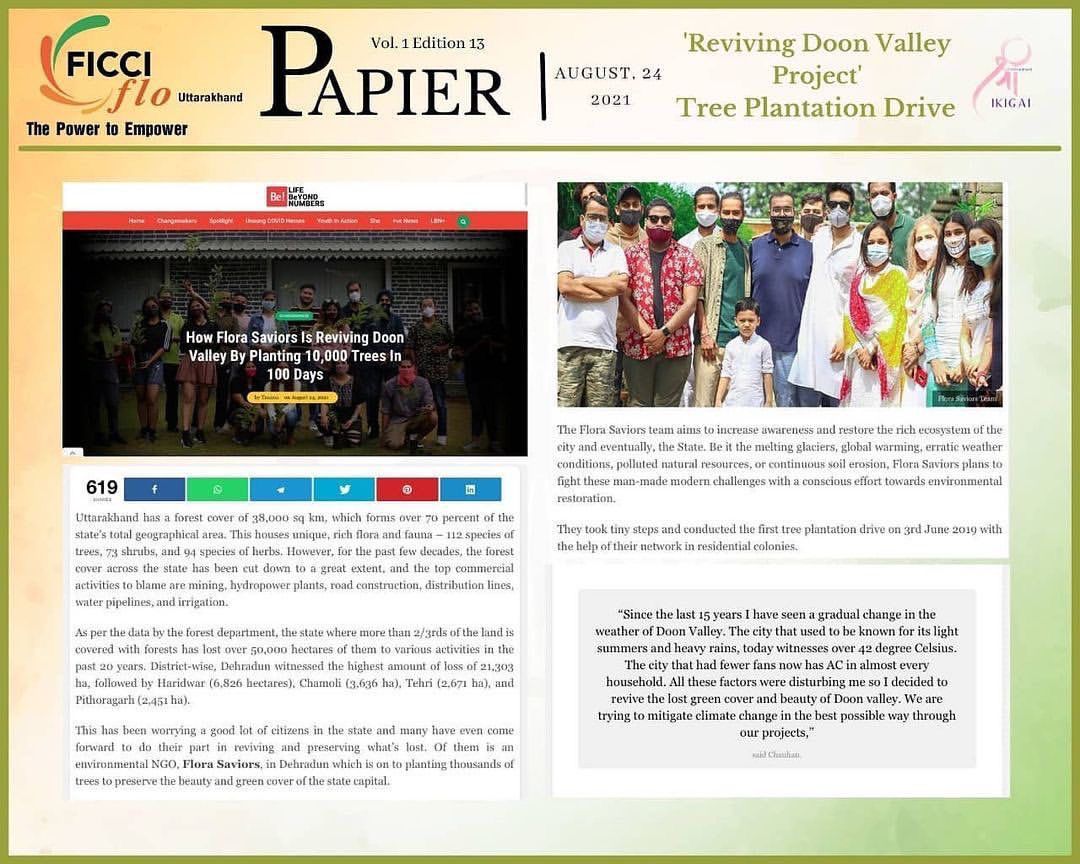 FICCI
flo Uttarakhand
The Power to Empower
PAPIER
Vol. 1 Edition 13
AUGUST, 24
2021
'Reviving Doon Valley
Project'
Tree Plantation Drive
IKIGAI
Be! LIFE
BeYOND
NUMBERS
Home Changemakers Spotlight Unsung COVID Heroes Youth In Action She Pet News LBN+
CHANGEMAKER
How Flora Saviors Is Reviving Doon
Valley By Planting 10,000 Trees In
100 Days
on August 24, 2021
619
SHARES
Uttarakhand has a forest cover of 38,000 sq km, which forms over 70 percent of the
state's total geographical area. This houses unique, rich flora and fauna – 112 species of
trees, 73 shrubs, and 94 species of herbs. However, for the past few decades, the forest
cover across the state has been cut down to a great extent, and the top commercial
activities to blame are mining, hydropower plants, road construction, distribution lines,
water pipelines, and irrigation.
As per the data by the forest department, the state where more than 2/3rds of the land is
covered with forests has lost over 50,000 hectares of them to various activities in the
past 20 years. District-wise, Dehradun witnessed the highest amount of loss of 21,303
ha, followed by Haridwar (6,826 hectares), Chamoli (3,636 ha), Tehri (2,671 ha), and
Pithoragarh (2,451 ha).
This has been worrying a good lot of citizens in the state and many have even come
forward to do their part in reviving and preserving what's lost. Of them is an
environmental NGO, Flora Saviors, in Dehradun which is on to planting thousands of
trees to preserve the beauty and green cover of the state capital.
Flora Saviors Team
The Flora Saviors team aims to increase awareness and restore the rich ecosystem of the
city and eventually, the State. Be it the melting glaciers, global warming, erratic weather
conditions, polluted natural resources, or continuous soil erosion, Flora Saviors plans to
fight these man-made modern challenges with a conscious effort towards environmental
restoration.
They took tiny steps and conducted the first tree plantation drive on 3rd June 2019 with
the help of their network in residential colonies.
“Since the last 15 years I have seen a gradual change in the
weather of Doon Valley. The city that used to be known for its light
summers and heavy rains, today witnesses over 42 degree Celsius.
The city that had fewer fans now has AC in almost every
household. All these factors were disturbing me so I decided to
revive the lost green cover and beauty of Doon valley. We are
trying to mitigate climate change in the best possible way through
our projects,”
said Chauhan.